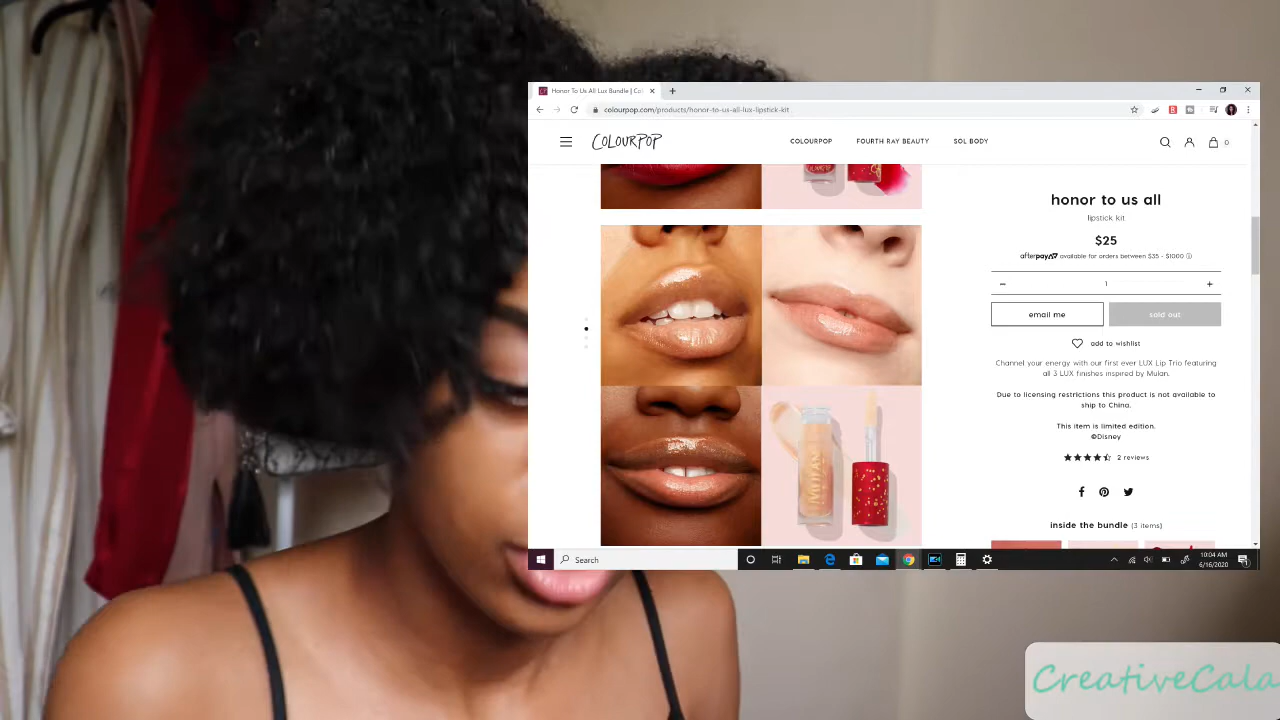 Honor To Us All Lux Bundle | Col
colourpop.com/products/honor-to-us-all-lux-lipstick-kit
COLOURPOP
COLOURPOP
FOURTH RAY BEAUTY
SOL BODY
0
honor to us all
lipstick kit
$25
afterpay available for orders between $35 - $1000
1
email me
sold out
add to wishlist
Channel your energy with our first ever LUX Lip Trio featuring
all 3 LUX finishes inspired by Mulan.
Due to licensing restrictions this product is not available to
ship to China.
This item is limited edition.
©Disney
2 reviews
MULAN
inside the bundle (3 items)
Search
10:04 AM
6/16/2020
CreativeCala